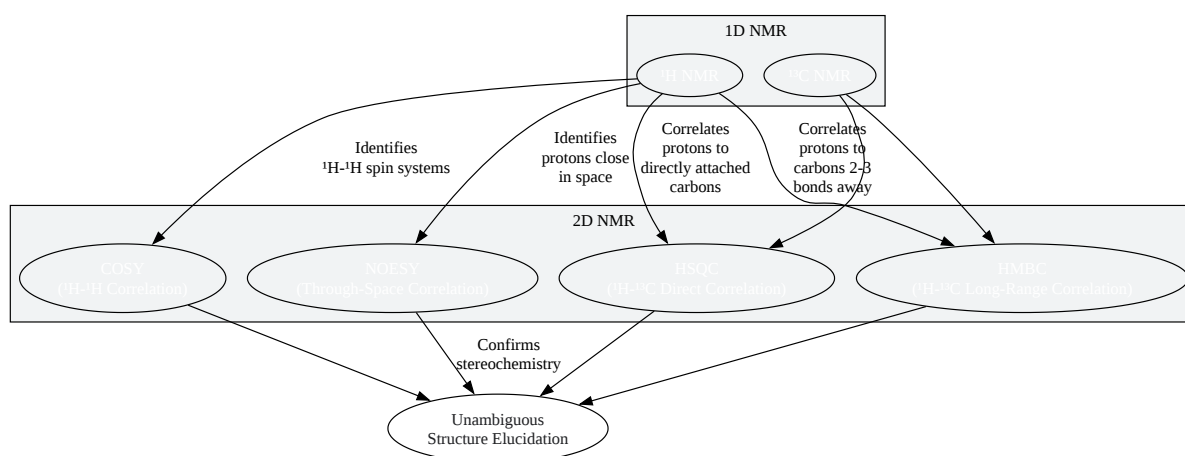 1D NMR
¹H NMR
¹³C NMR
Identifies
¹H-¹H spin systems
Identifies
protons close
in space
Correlates
protons to
directly attached
carbons
Correlates
protons to
carbons 2-3
bonds away
2D NMR
COSY
(¹H-¹H Correlation)
NOESY
(Through-Space Correlation)
HSQC
(¹H-¹³C Direct Correlation)
HMBC
(¹H-¹³C Long-Range Correlation)
Confirms
stereochemistry
Unambiguous
Structure Elucidation